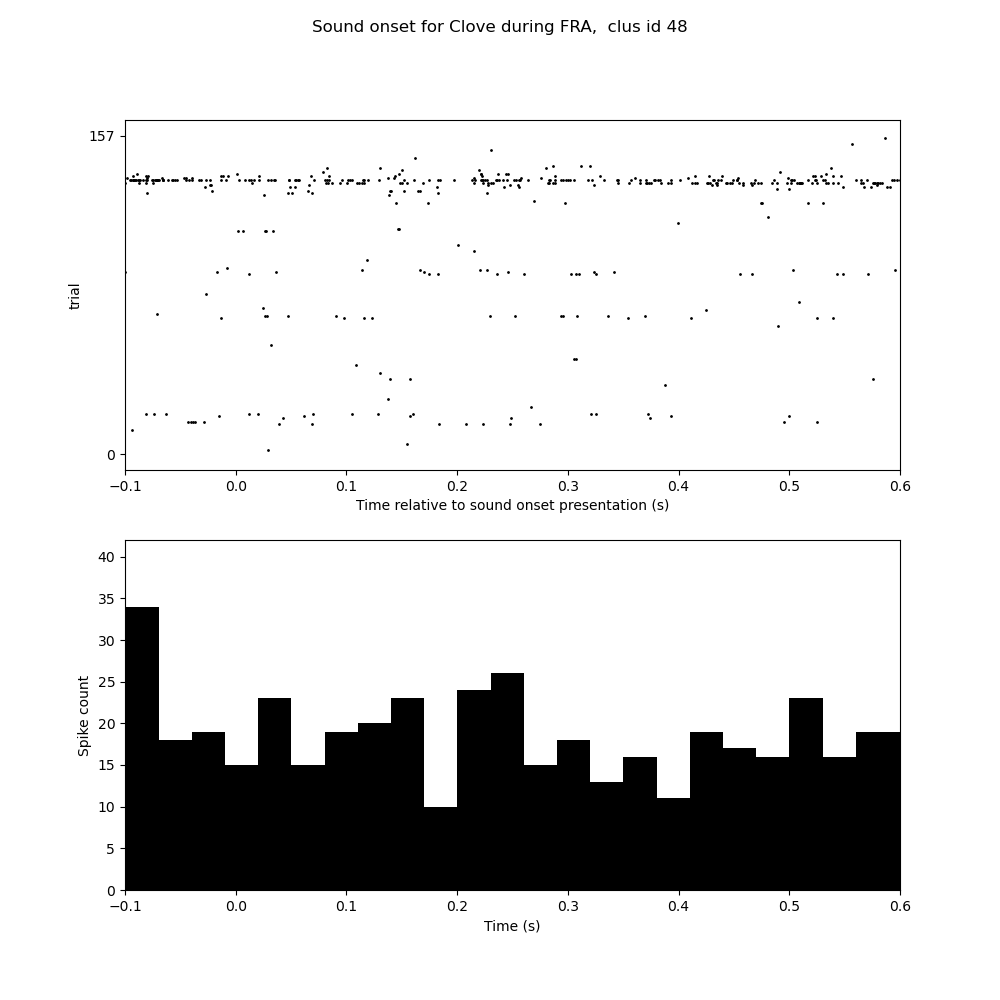 Sound onset for Clove during FRA,  clus id 48
157
trial
0
−0.1 0.0 0.1 0.2 0.3 0.4 0.5 0.6
Time relative to sound onset presentation (s)
40
35
30
25
Spike count
20
15
10
5
0
−0.1 0.0 0.1 0.2 0.3 0.4 0.5 0.6
Time (s)